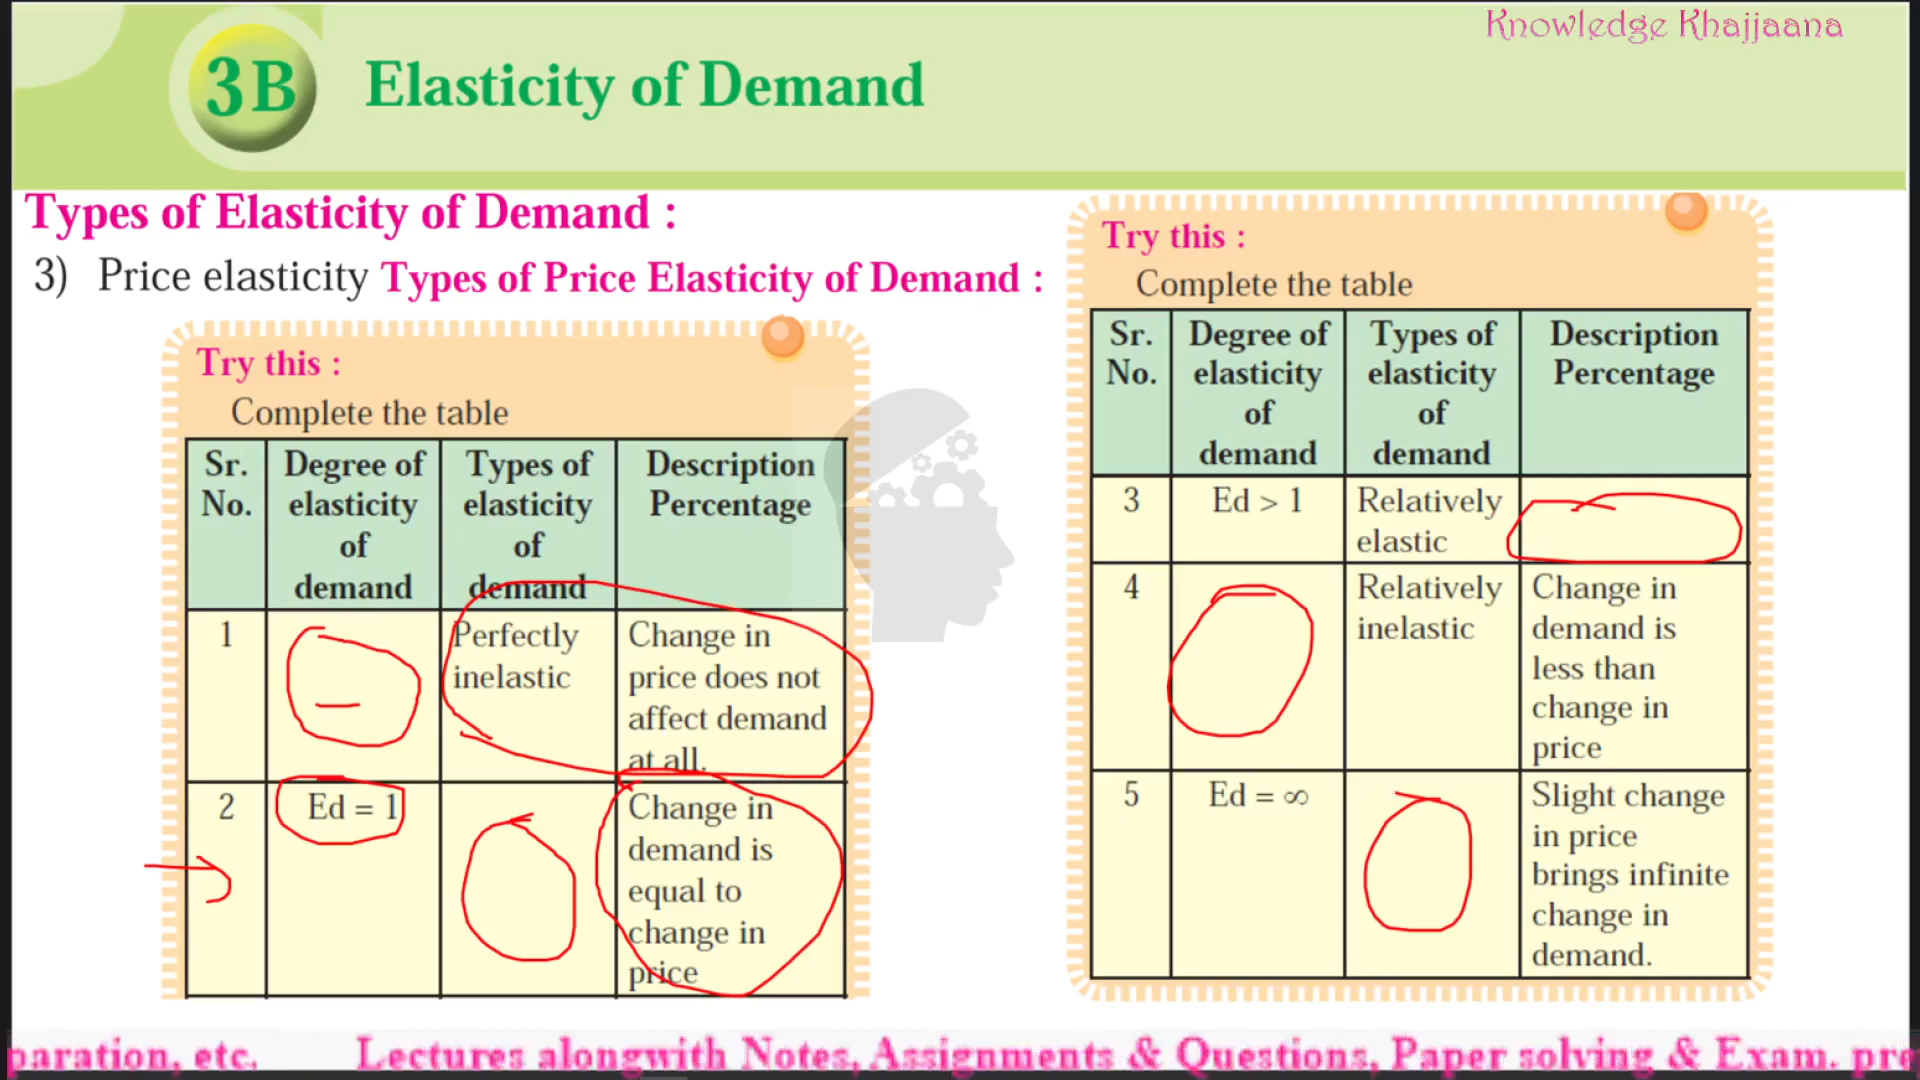 Knowledge Khajjaana
3B Elasticity of Demand
Types of Elasticity of Demand :
3) Price elasticity Types of Price Elasticity of Demand :
Try this :
Complete the table
Sr. No. Degree of elasticity of demand Types of elasticity of demand Description Percentage
1 Perfectly inelastic Change in price does not affect demand at all.
2 Ed = 1 Change in demand is equal to change in price
Try this :
Complete the table
Sr. No. Degree of elasticity of demand Types of elasticity of demand Description Percentage
3 Ed > 1 Relatively elastic
4 Relatively inelastic Change in demand is less than change in price
5 Ed = ∞ Slight change in price brings infinite change in demand.
paration, etc. Lectures alongwith Notes, Assignments & Questions, Paper solving & Exam. pre